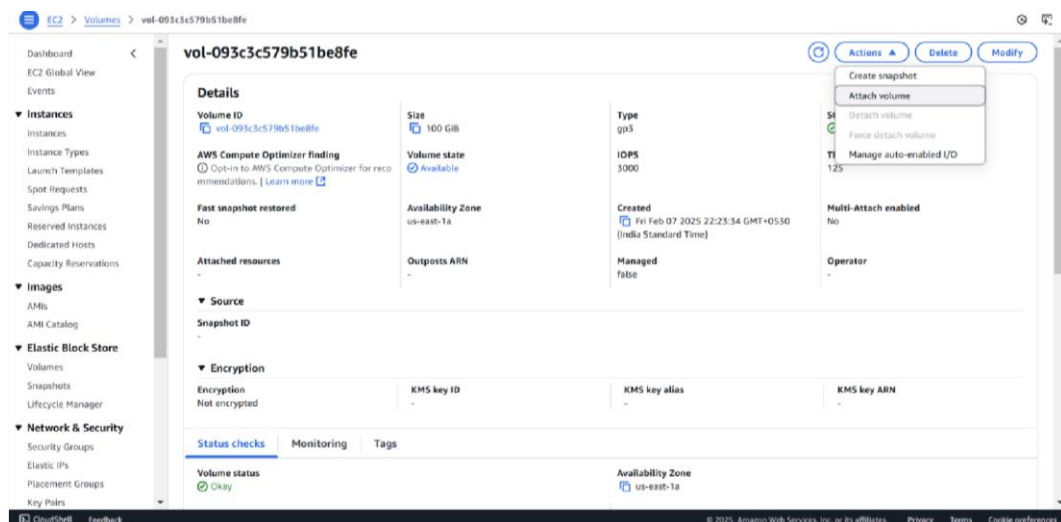 EC2 > Volumes > vol-093c3c579b51be8fe
Dashboard
EC2 Global View
Events
Instances
Instances
Instance Types
Launch Templates
Spot Requests
Savings Plans
Reserved Instances
Dedicated Hosts
Capacity Reservations
Images
AMIs
AMI Catalog
Elastic Block Store
Volumes
Snapshots
Lifecycle Manager
Network & Security
Security Groups
Elastic IPs
Placement Groups
Key Pairs
vol-093c3c579b51be8fe
Actions
Delete
Modify
Create snapshot
Attach volume
Detach volume
Force detach volume
Manage auto-enabled I/O
Details
Volume ID
vol-093c3c579b51be8fe
Size
100 GiB
Type
gp3
AWS Compute Optimizer finding
Opt-in to AWS Compute Optimizer for reco
mmendations. | Learn more
Volume state
Available
IOPS
3000
125
Fast snapshot restored
No
Availability Zone
us-east-1a
Created
Fri Feb 07 2025 22:23:34 GMT+0530
(India Standard Time)
Multi-Attach enabled
No
Attached resources
-
Outposts ARN
-
Managed
false
Operator
-
Source
Snapshot ID
-
Encryption
Encryption
Not encrypted
KMS key ID
-
KMS key alias
-
KMS key ARN
-
Status checks Monitoring Tags
Volume status
Okay
Availability Zone
us-east-1a
CloudShell Feedback
© 2025, Amazon Web Services, Inc. or its affiliates. Privacy Terms Cookie preferences